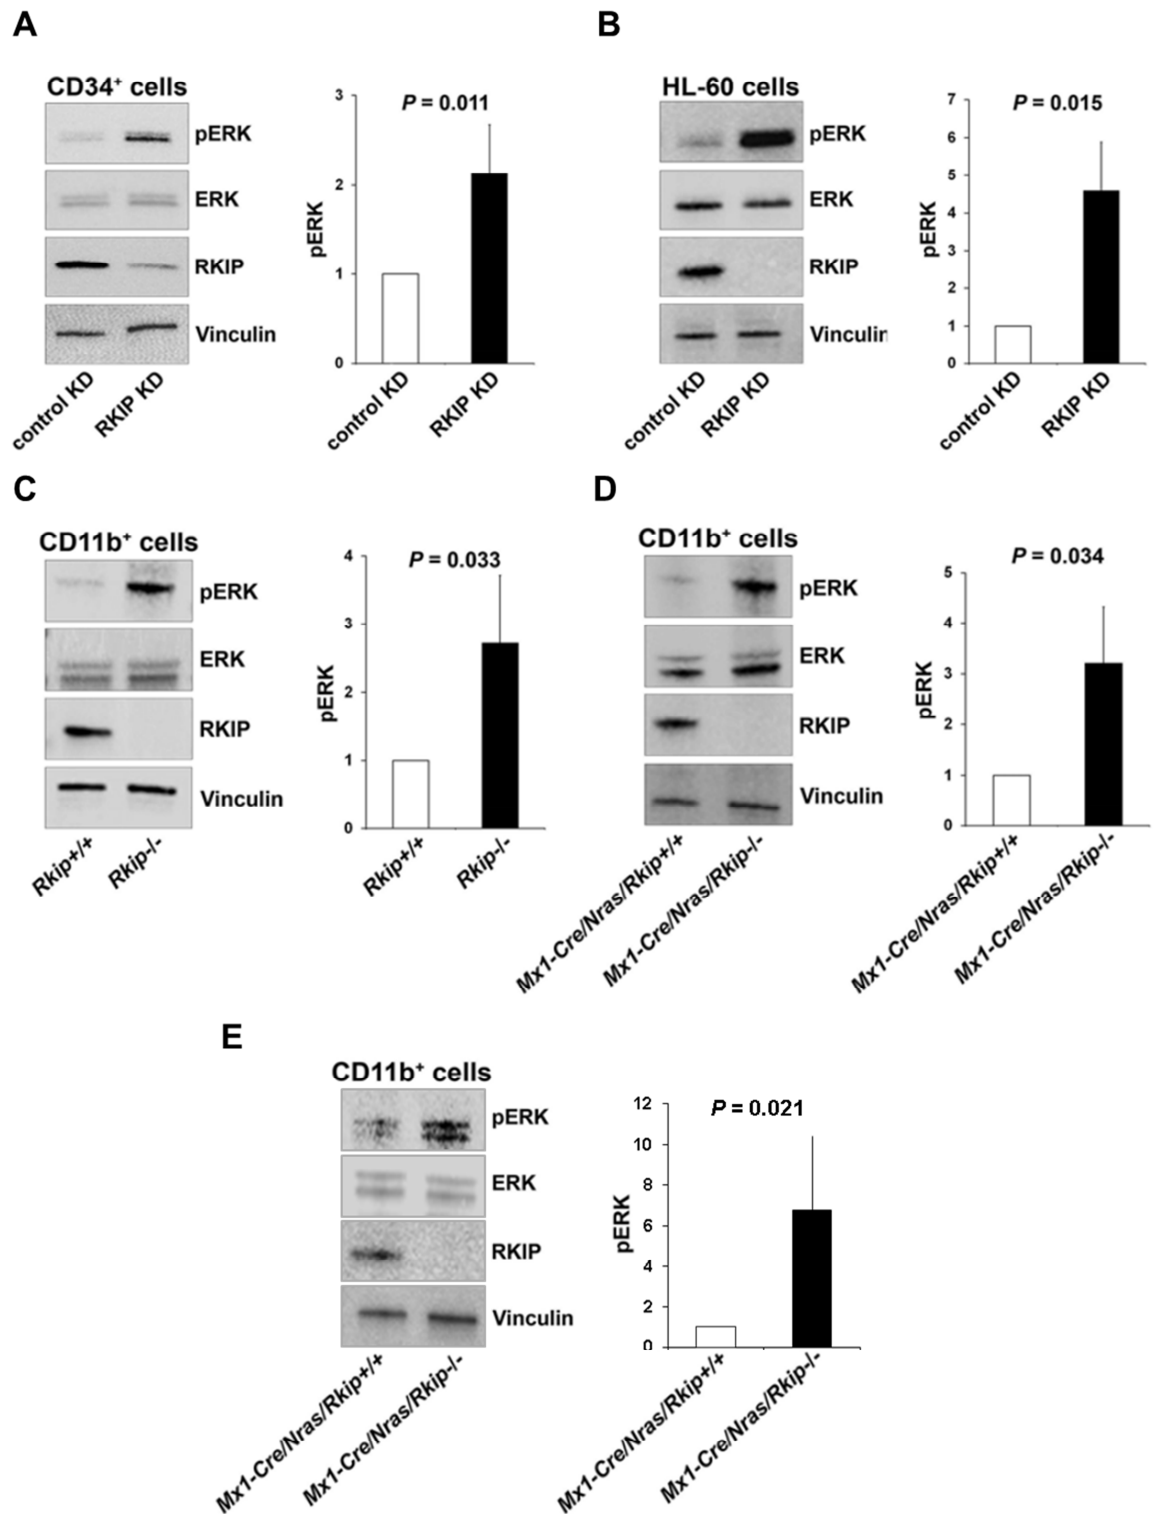 A
CD34+ cells
pERK
ERK
RKIP
Vinculin
control KD
RKIP KD
P = 0.011
pERK
3
2
1
0
control KD
RKIP KD
B
HL-60 cells
pERK
ERK
RKIP
Vinculin
control KD
RKIP KD
P = 0.015
pERK
7
6
5
4
3
2
1
0
control KD
RKIP KD
C
CD11b+ cells
pERK
ERK
RKIP
Vinculin
Rkip+/+
Rkip-/-
P = 0.033
pERK
4
3
2
1
0
Rkip+/+
Rkip-/-
D
CD11b+ cells
pERK
ERK
RKIP
Vinculin
Mx1-Cre/Nras/Rkip+/+
Mx1-Cre/Nras/Rkip-/-
P = 0.034
pERK
5
4
3
2
1
0
Mx1-Cre/Nras/Rkip+/+
Mx1-Cre/Nras/Rkip-/-
E
CD11b+ cells
pERK
ERK
RKIP
Vinculin
Mx1-Cre/Nras/Rkip+/+
Mx1-Cre/Nras/Rkip-/-
P = 0.021
pERK
12
10
8
6
4
2
0
Mx1-Cre/Nras/Rkip+/+
Mx1-Cre/Nras/Rkip-/-